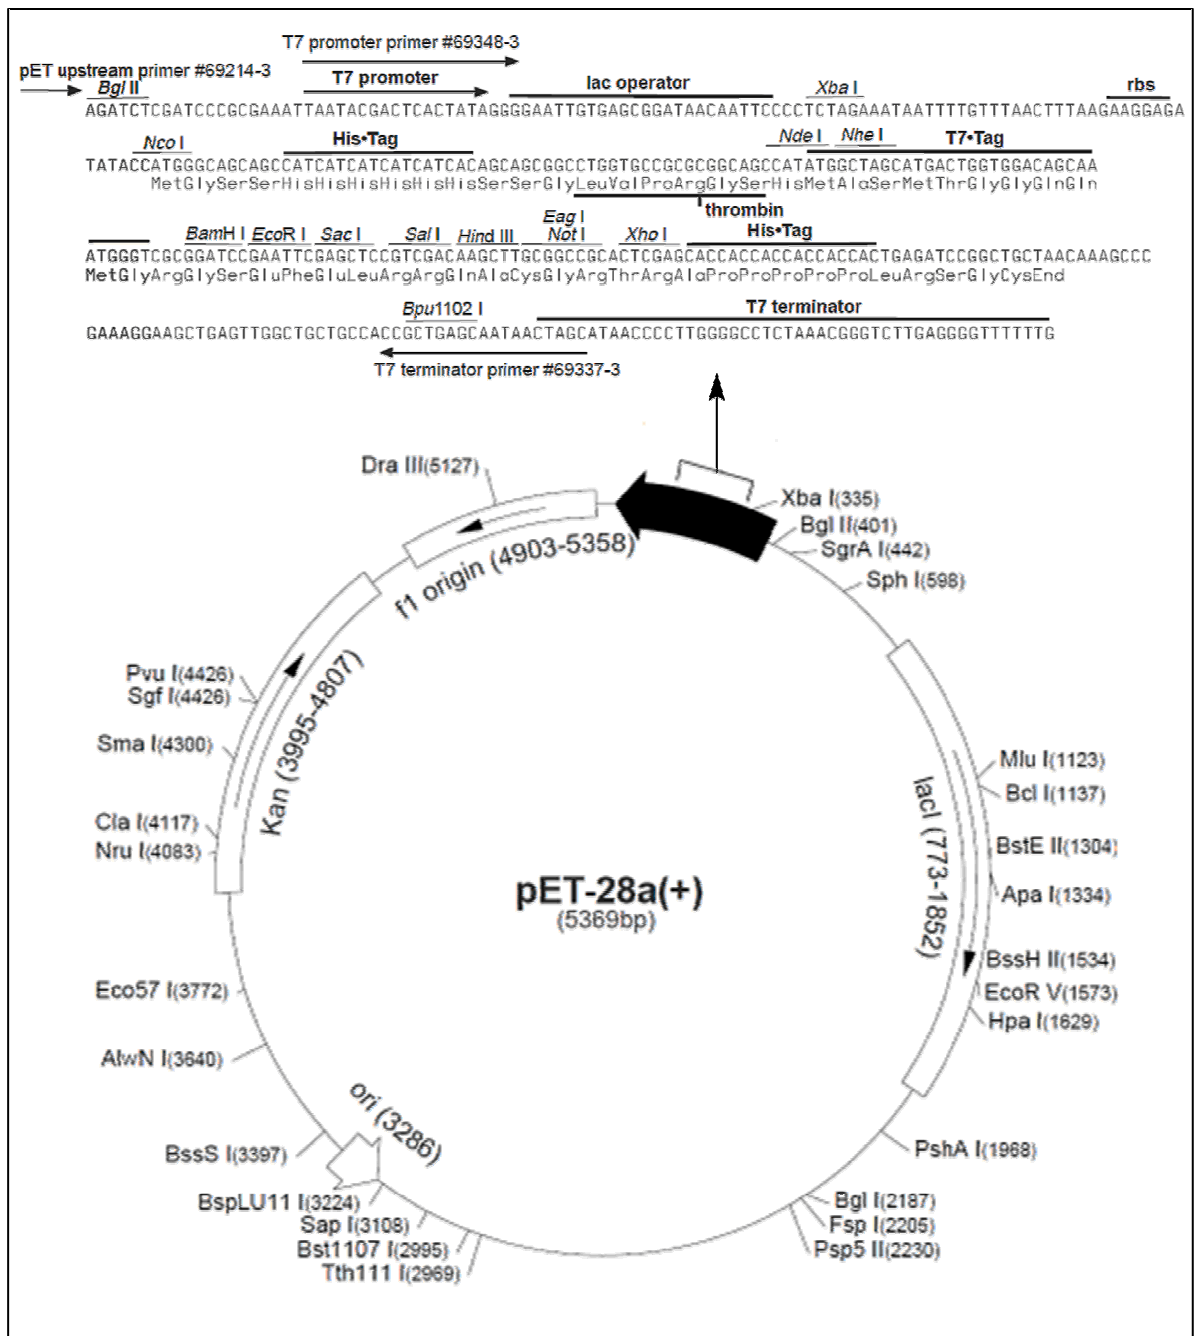 T7 promoter primer #69348-3
pET upstream primer #69214-3
Bgl II
T7 promoter
lac operator
Xba I
rbs
AGATCTCGATCCCGCGAAATTAATACGACTCACTATAGGGGAATTGTGAGCGGATAACAATTCCCCTCTAGAAATAATTTTGTTTAACTTTAAGAAGGAGA
Nco I
His•Tag
Nde I
Nhe I
T7•Tag
TATACCATGGGCAGCAGCCATCATCATCATCATCACAGCAGCGGCCTGGTGCCGCGCGGCAGCCATATGGCTAGCATGACTGGTGGACAGCAA
MetGlySerSerHisHisHisHisHisHisSerSerGlyLeuValProArgGlySerHisMetAlaSerMetThrGlyGlyGlnGln
thrombin
BamH I
EcoR I
Sac I
Sal I
Hind III
Eag I
Not I
Xho I
His•Tag
ATGGGTCGCGGATCCGAATTCGAGCTCCGTCGACAAGCTTGCGGCCGCACTCGAGCACCACCACCACCACCACTGAGATCCGGCTGCTAACAAAGCCC
MetGlyArgGlySerGluPheGluLeuArgArgGlnAlaCysGlyArgThrArgAlaProProProProProLeuArgSerGlyCysEnd
Bpu1102 I
T7 terminator
GAAAGGAAGCTGAGTTGGCTGCTGCCACCGCTGAGCAATAACTAGCATAACCCCTTGGGGCCTCTAAACGGGTCTTGAGGGGTTTTTTG
T7 terminator primer #69337-3
Dra III(5127)
Xba I(335)
Bgl II(401)
SgrA I(442)
Sph I(598)
f1 origin (4903-5358)
Pvu I(4426)
Sgf I(4426)
Sma I(4300)
Kan (3995-4807)
Cla I(4117)
Nru I(4083)
Mlu I(1123)
Bcl I(1137)
lacI (773-1852)
BstE II(1304)
Apa I(1334)
pET-28a(+)
(5369bp)
BssH II(1534)
EcoR V(1573)
Hpa I(1629)
Eco57 I(3772)
AlwN I(3640)
ori (3286)
BssS I(3397)
PshA I(1968)
BspLU11 I(3224)
Sap I(3108)
Bst1107 I(2995)
Tth111 I(2969)
Bgl I(2187)
Fsp I(2205)
Psp5 II(2230)